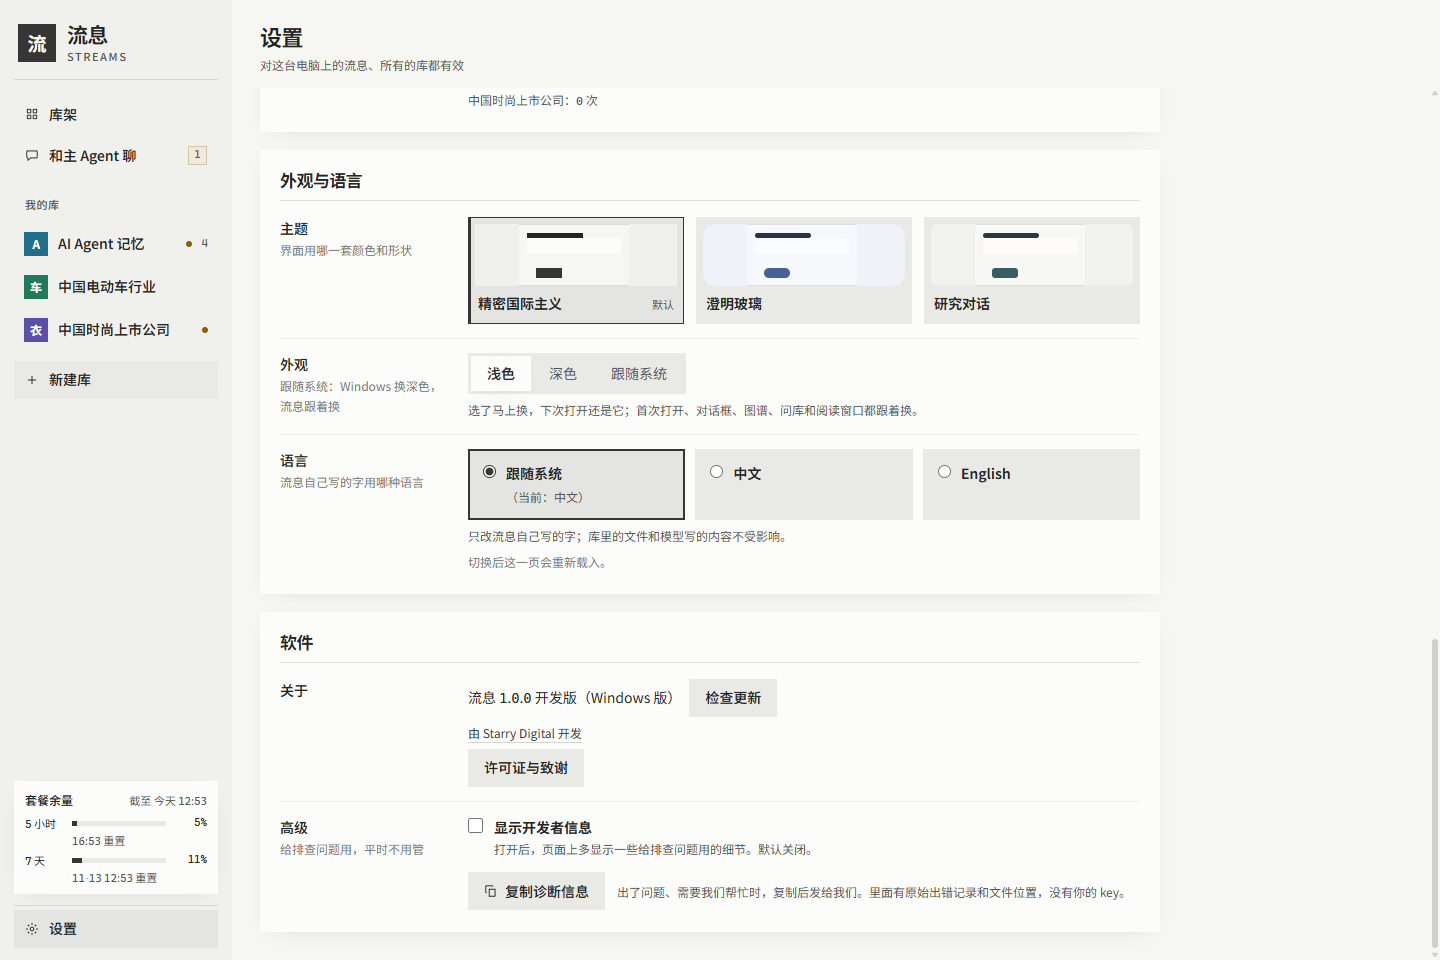 流
流息
STREAMS
库架
和主 Agent 聊
1
我的库
A
AI Agent 记忆
4
车
中国电动车行业
衣
中国时尚上市公司
新建库
套餐余量
截至 今天 12:53
5 小时
5%
16:53 重置
7 天
11%
11-13 12:53 重置
设置
设置
对这台电脑上的流息、所有的库都有效
中国时尚上市公司：0 次
外观与语言
主题
界面用哪一套颜色和形状
精密国际主义
默认
澄明玻璃
研究对话
外观
跟随系统：Windows 换深色，
流息跟着换
浅色
深色
跟随系统
选了马上换，下次打开还是它；首次打开、对话框、图谱、问库和阅读窗口都跟着换。
语言
流息自己写的字用哪种语言
跟随系统
（当前：中文）
中文
English
只改流息自己写的字；库里的文件和模型写的内容不受影响。
切换后这一页会重新载入。
软件
关于
流息 1.0.0 开发版（Windows 版）
检查更新
由 Starry Digital 开发
许可证与致谢
高级
给排查问题用，平时不用管
显示开发者信息
打开后，页面上多显示一些给排查问题用的细节。默认关闭。
复制诊断信息
出了问题、需要我们帮忙时，复制后发给我们。里面有原始出错记录和文件位置，没有你的 key。